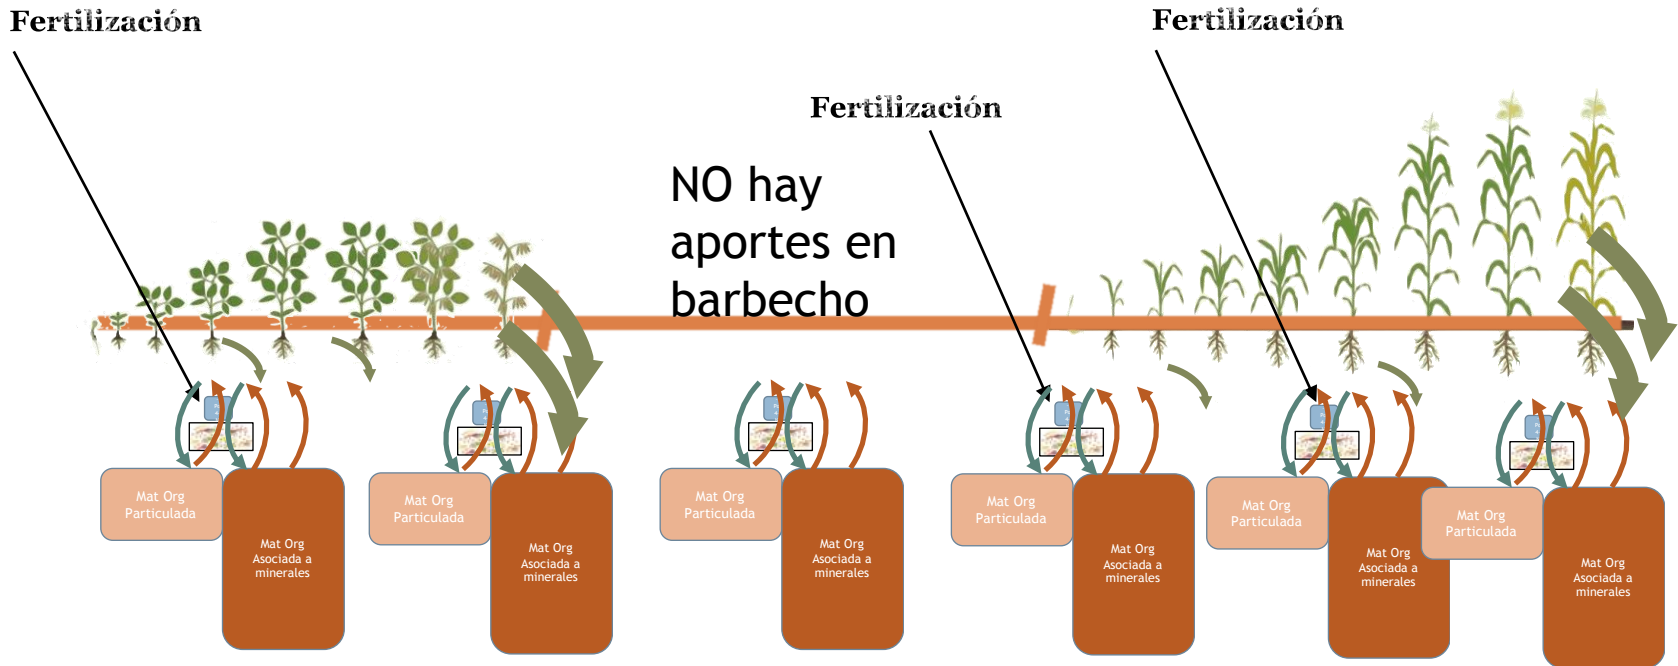 Fertilización
Fertilización
Fertilización
NO hay
aportes en
barbecho
Mat Org
Particulada
Mat Org
Asociada a
minerales
Mat Org
Particulada
Mat Org
Asociada a
minerales
Mat Org
Particulada
Mat Org
Asociada a
minerales
Mat Org
Particulada
Mat Org
Asociada a
minerales
Mat Org
Particulada
Mat Org
Asociada a
minerales
Mat Org
Particulada
Mat Org
Asociada a
minerales